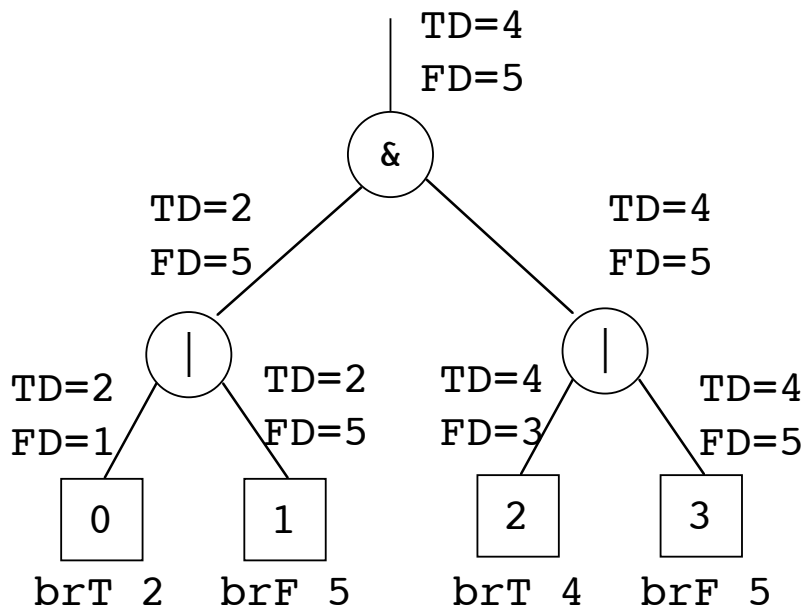 TD=4
FD=5
&
TD=2
FD=5
TD=4
FD=5
|
|
TD=2
FD=1
TD=2
FD=5
TD=4
FD=3
TD=4
FD=5
0
1
2
3
brT 2
brF 5
brT 4
brF 5